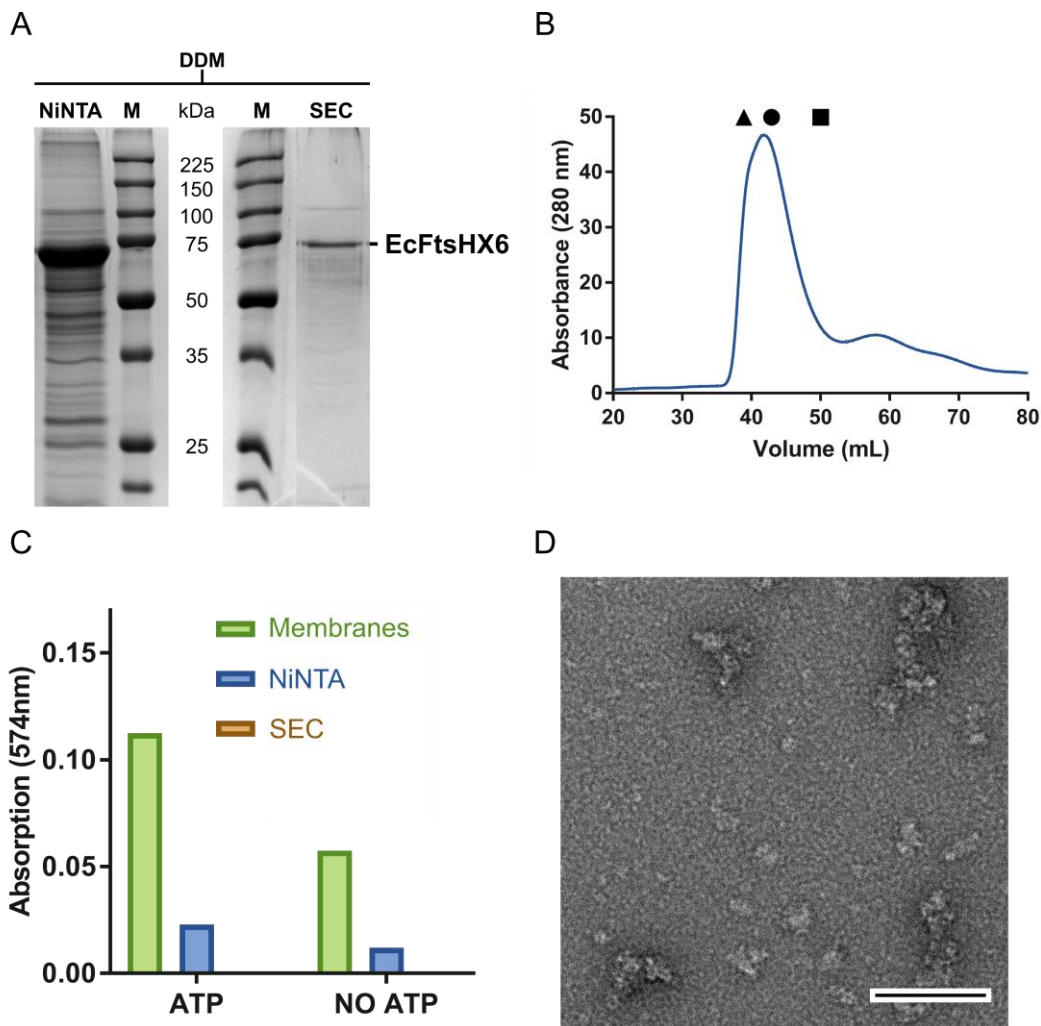 A
DDM
NiNTA M kDa M SEC
225
150
100
75
50
35
25
EcFtsHX6
B
50
40
30
20
10
0
Absorbance (280 nm)
20 30 40 50 60 70 80
Volume (mL)
C
0.15
0.10
0.05
0.00
Absorption (574nm)
Membranes
NiNTA
SEC
ATP NO ATP
D